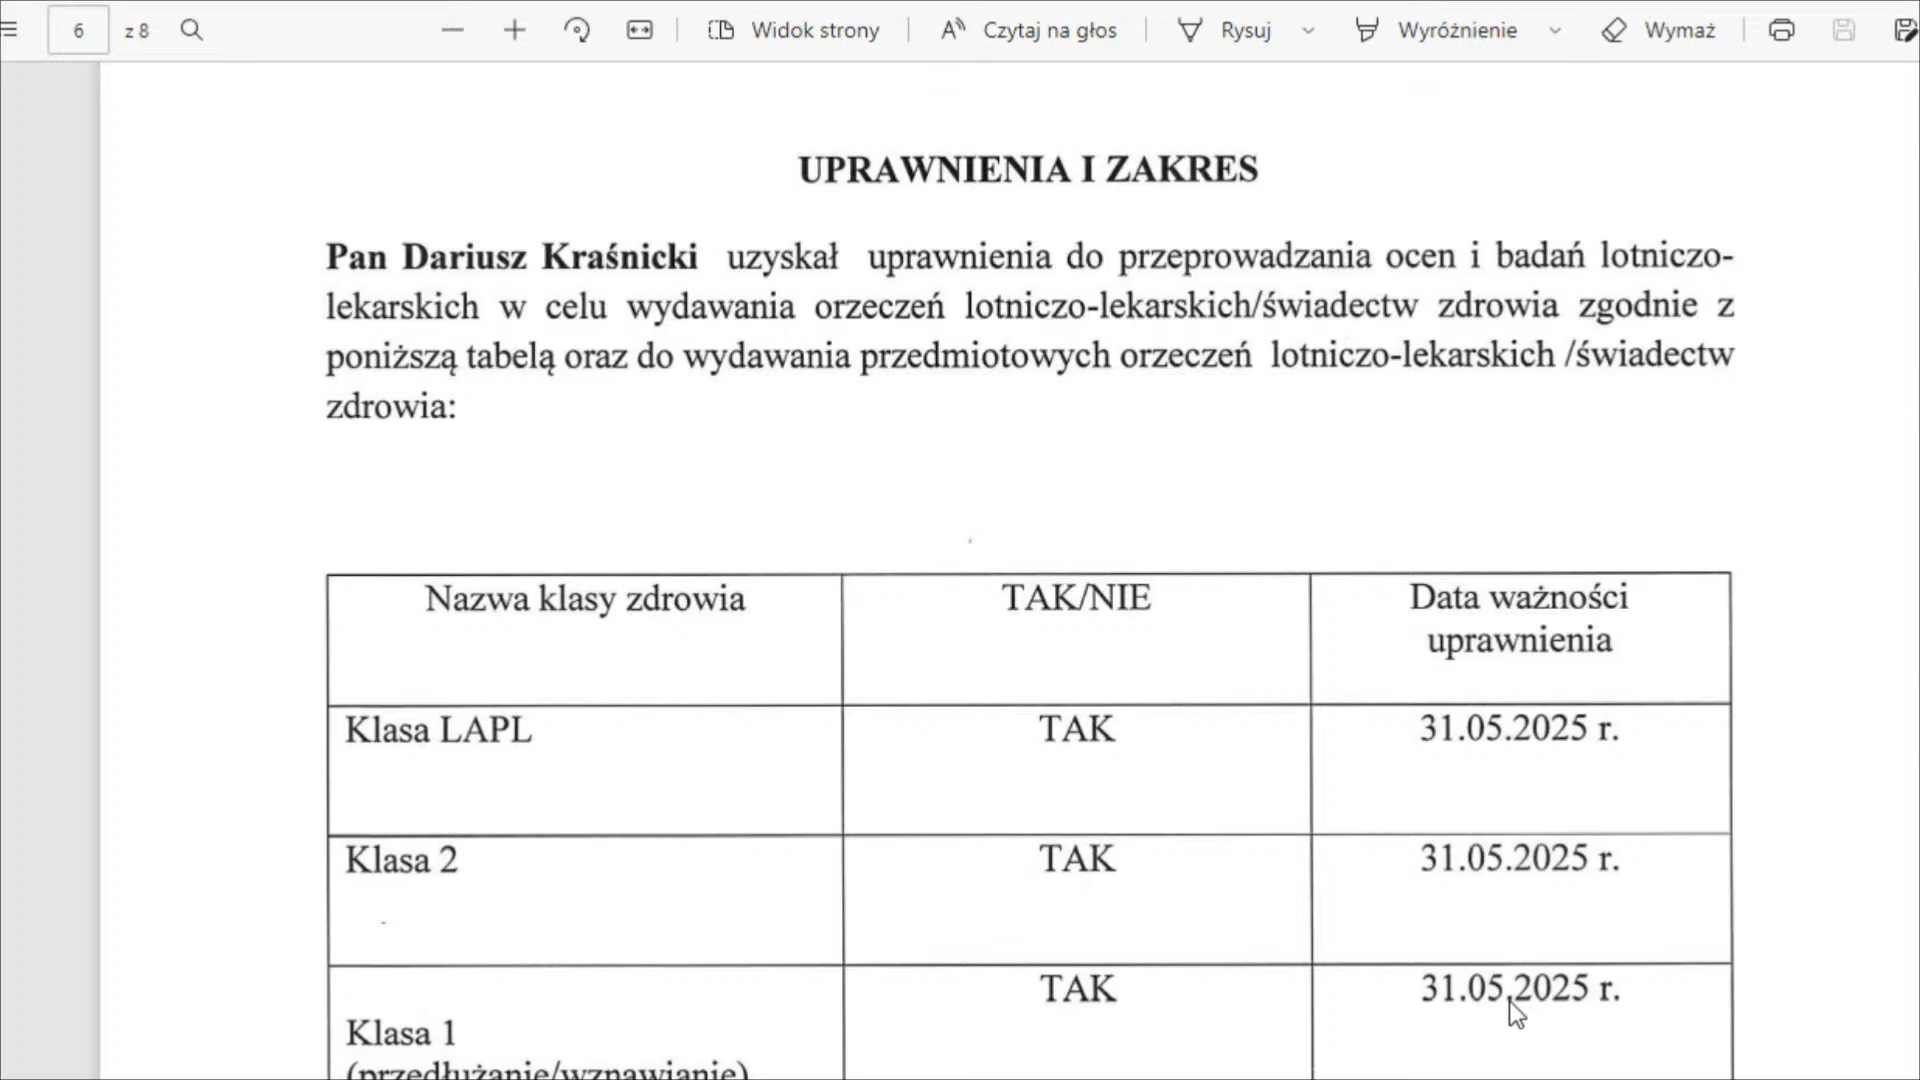 6 z 8 Widok strony Czytaj na głos Rysuj Wyróżnienie Wymaż
UPRAWNIENIA I ZAKRES
Pan Dariusz Kraśnicki uzyskał uprawnienia do przeprowadzania ocen i badań lotniczo-
lekarskich w celu wydawania orzeczeń lotniczo-lekarskich/świadectw zdrowia zgodnie z
poniższą tabelą oraz do wydawania przedmiotowych orzeczeń lotniczo-lekarskich /świadectw
zdrowia:
Nazwa klasy zdrowia TAK/NIE Data ważności
uprawnienia
Klasa LAPL TAK 31.05.2025 r.
Klasa 2 TAK 31.05.2025 r.
TAK 31.05.2025 r.
Klasa 1
(przedłużanie/wznawianie)